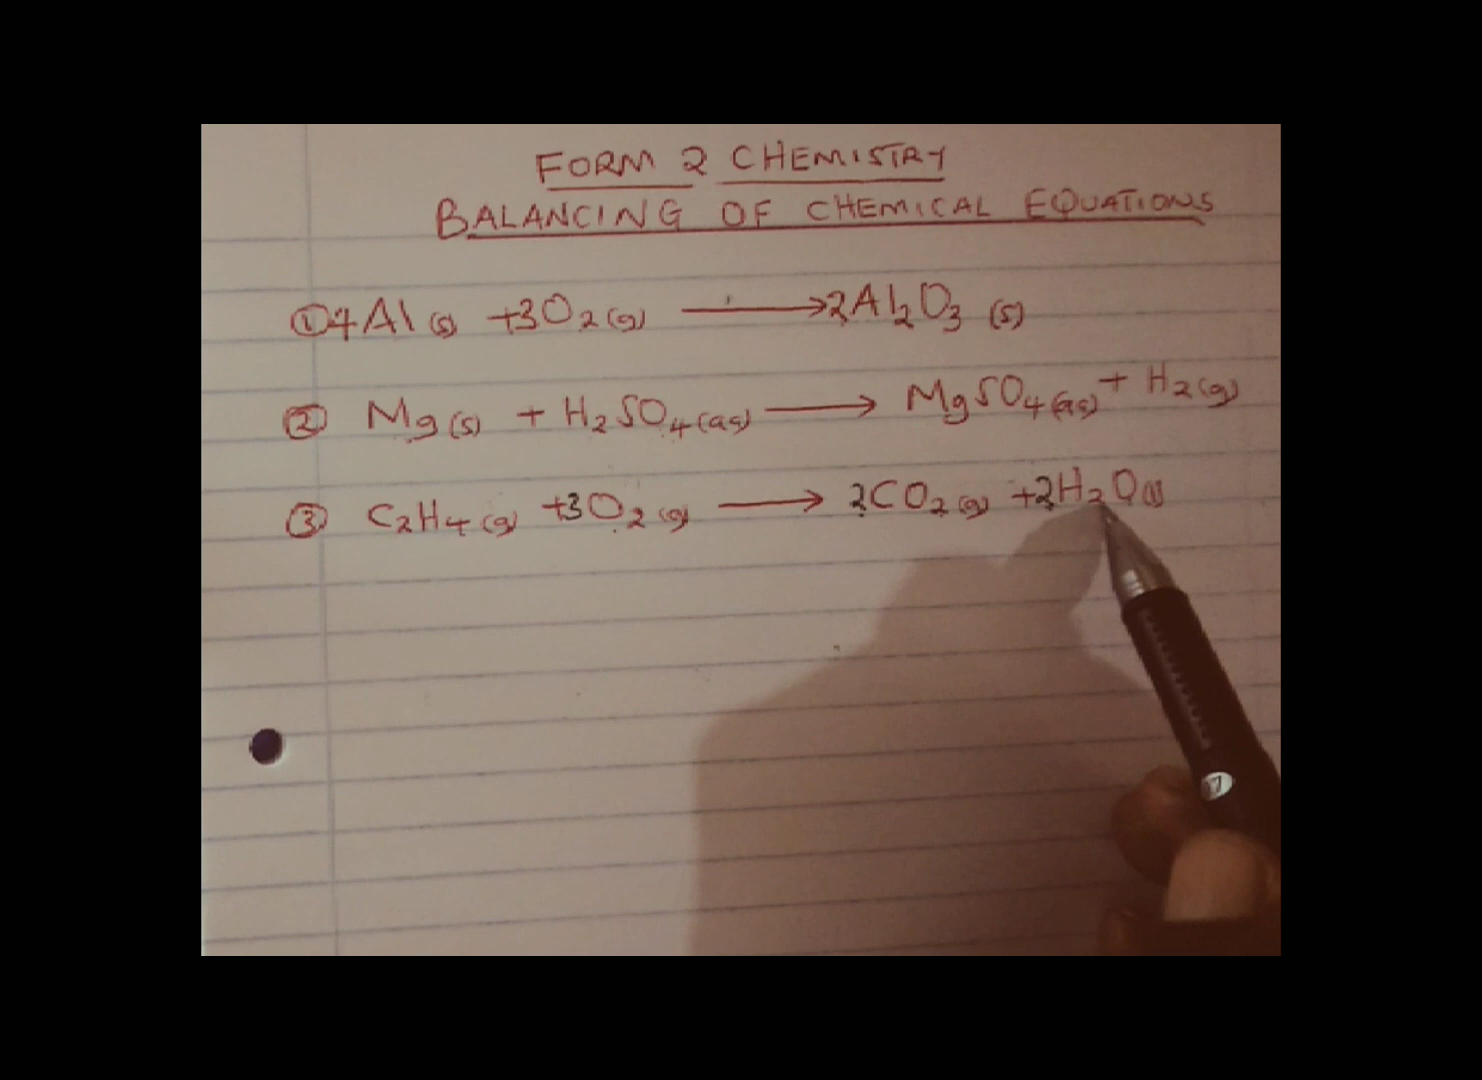 FORM 2 CHEMISTRY
BALANCING OF CHEMICAL EQUATIONS
① 4Al(s) + 3O₂(g) ⟶ 2Al₂O₃ (s)
② Mg(s) + H₂SO₄(aq) ⟶ MgSO₄(aq) + H₂(g)
③ C₂H₄(g) + 3O₂(g) ⟶ 2CO₂(g) + 2H₂O(l)